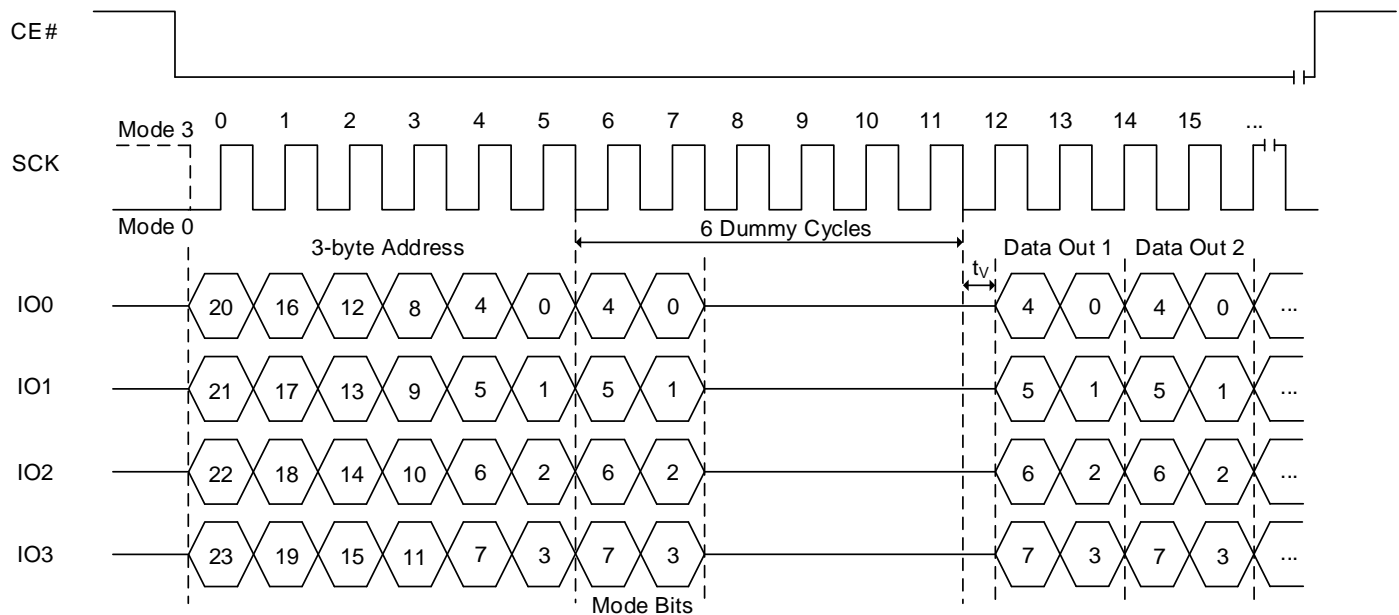 CE#
Mode 3 0 1 2 3 4 5 6 7 8 9 10 11 12 13 14 15 ...
SCK
Mode 0
3-byte Address 6 Dummy Cycles Data Out 1 Data Out 2
tV
IO0 20 16 12 8 4 0 4 0 4 0 4 0 ...
IO1 21 17 13 9 5 1 5 1 5 1 5 1 ...
IO2 22 18 14 10 6 2 6 2 6 2 6 2 ...
IO3 23 19 15 11 7 3 7 3 7 3 7 3 ...
Mode Bits